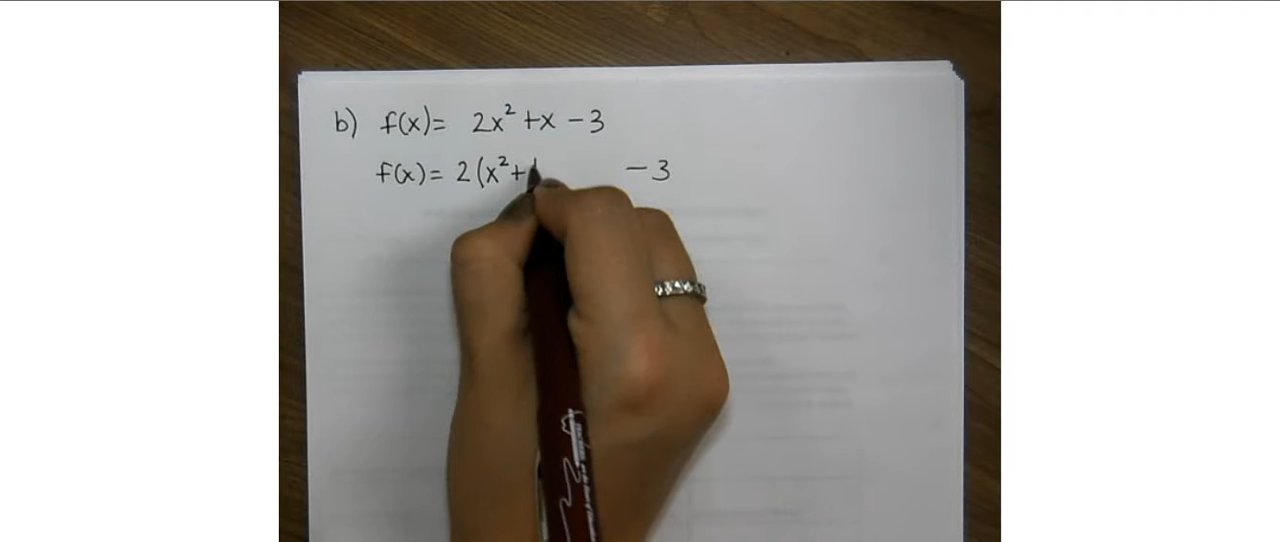 b) f(x)= 2x² +x -3
f(x)= 2(x²+ -3